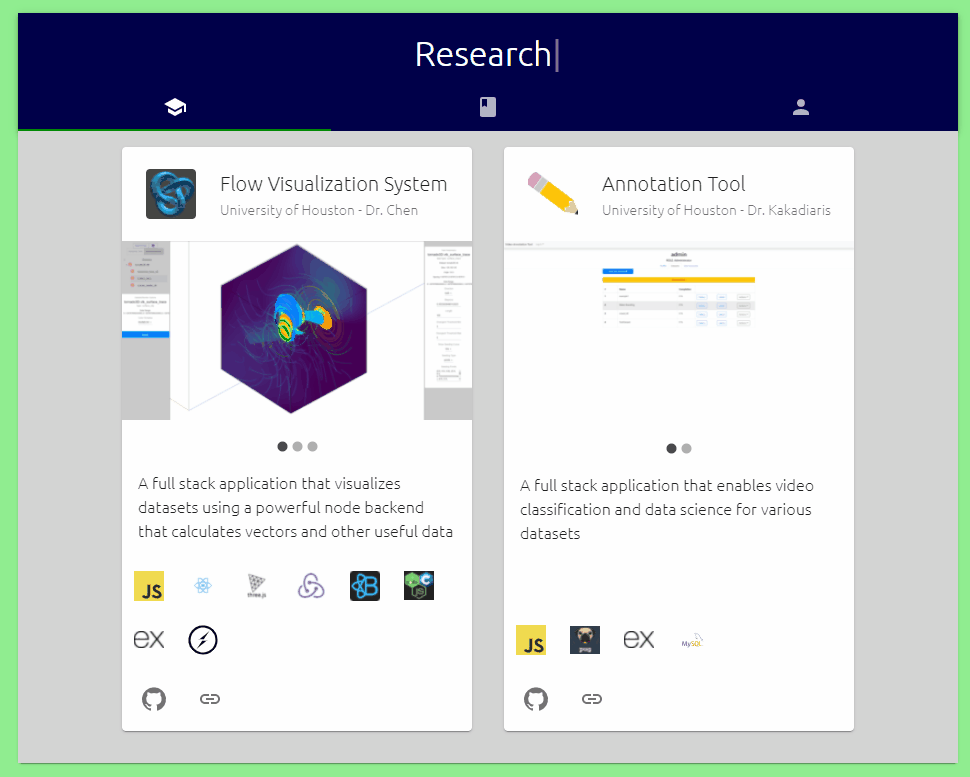 Research
Flow Visualization System
University of Houston - Dr. Chen
Annotation Tool
University of Houston - Dr. Kakadiaris
admin
A full stack application that visualizes
datasets using a powerful node backend
that calculates vectors and other useful data
A full stack application that enables video
classification and data science for various
datasets
JS
three.js
B
C
JS
ex
JS
pug
ex
MySQL